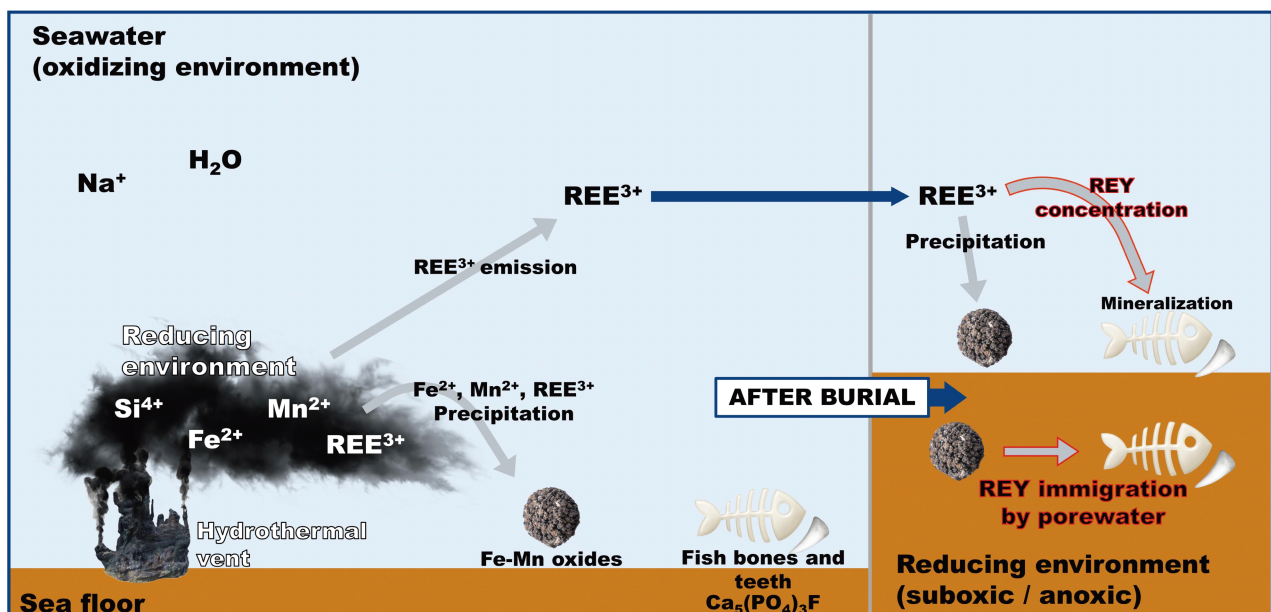 Seawater
(oxidizing environment)
Na⁺
H₂O
REE³⁺
REE³⁺ emission
Reducing
environment
Si⁴⁺
Mn²⁺
Fe²⁺
REE³⁺
Fe²⁺, Mn²⁺, REE³⁺
Precipitation
Hydrothermal
vent
Fe-Mn oxides
Fish bones and
teeth
Ca₅(PO₄)₃F
Sea floor
REE³⁺
REY
concentration
Precipitation
Mineralization
AFTER BURIAL
REY immigration
by porewater
Reducing environment
(suboxic / anoxic)